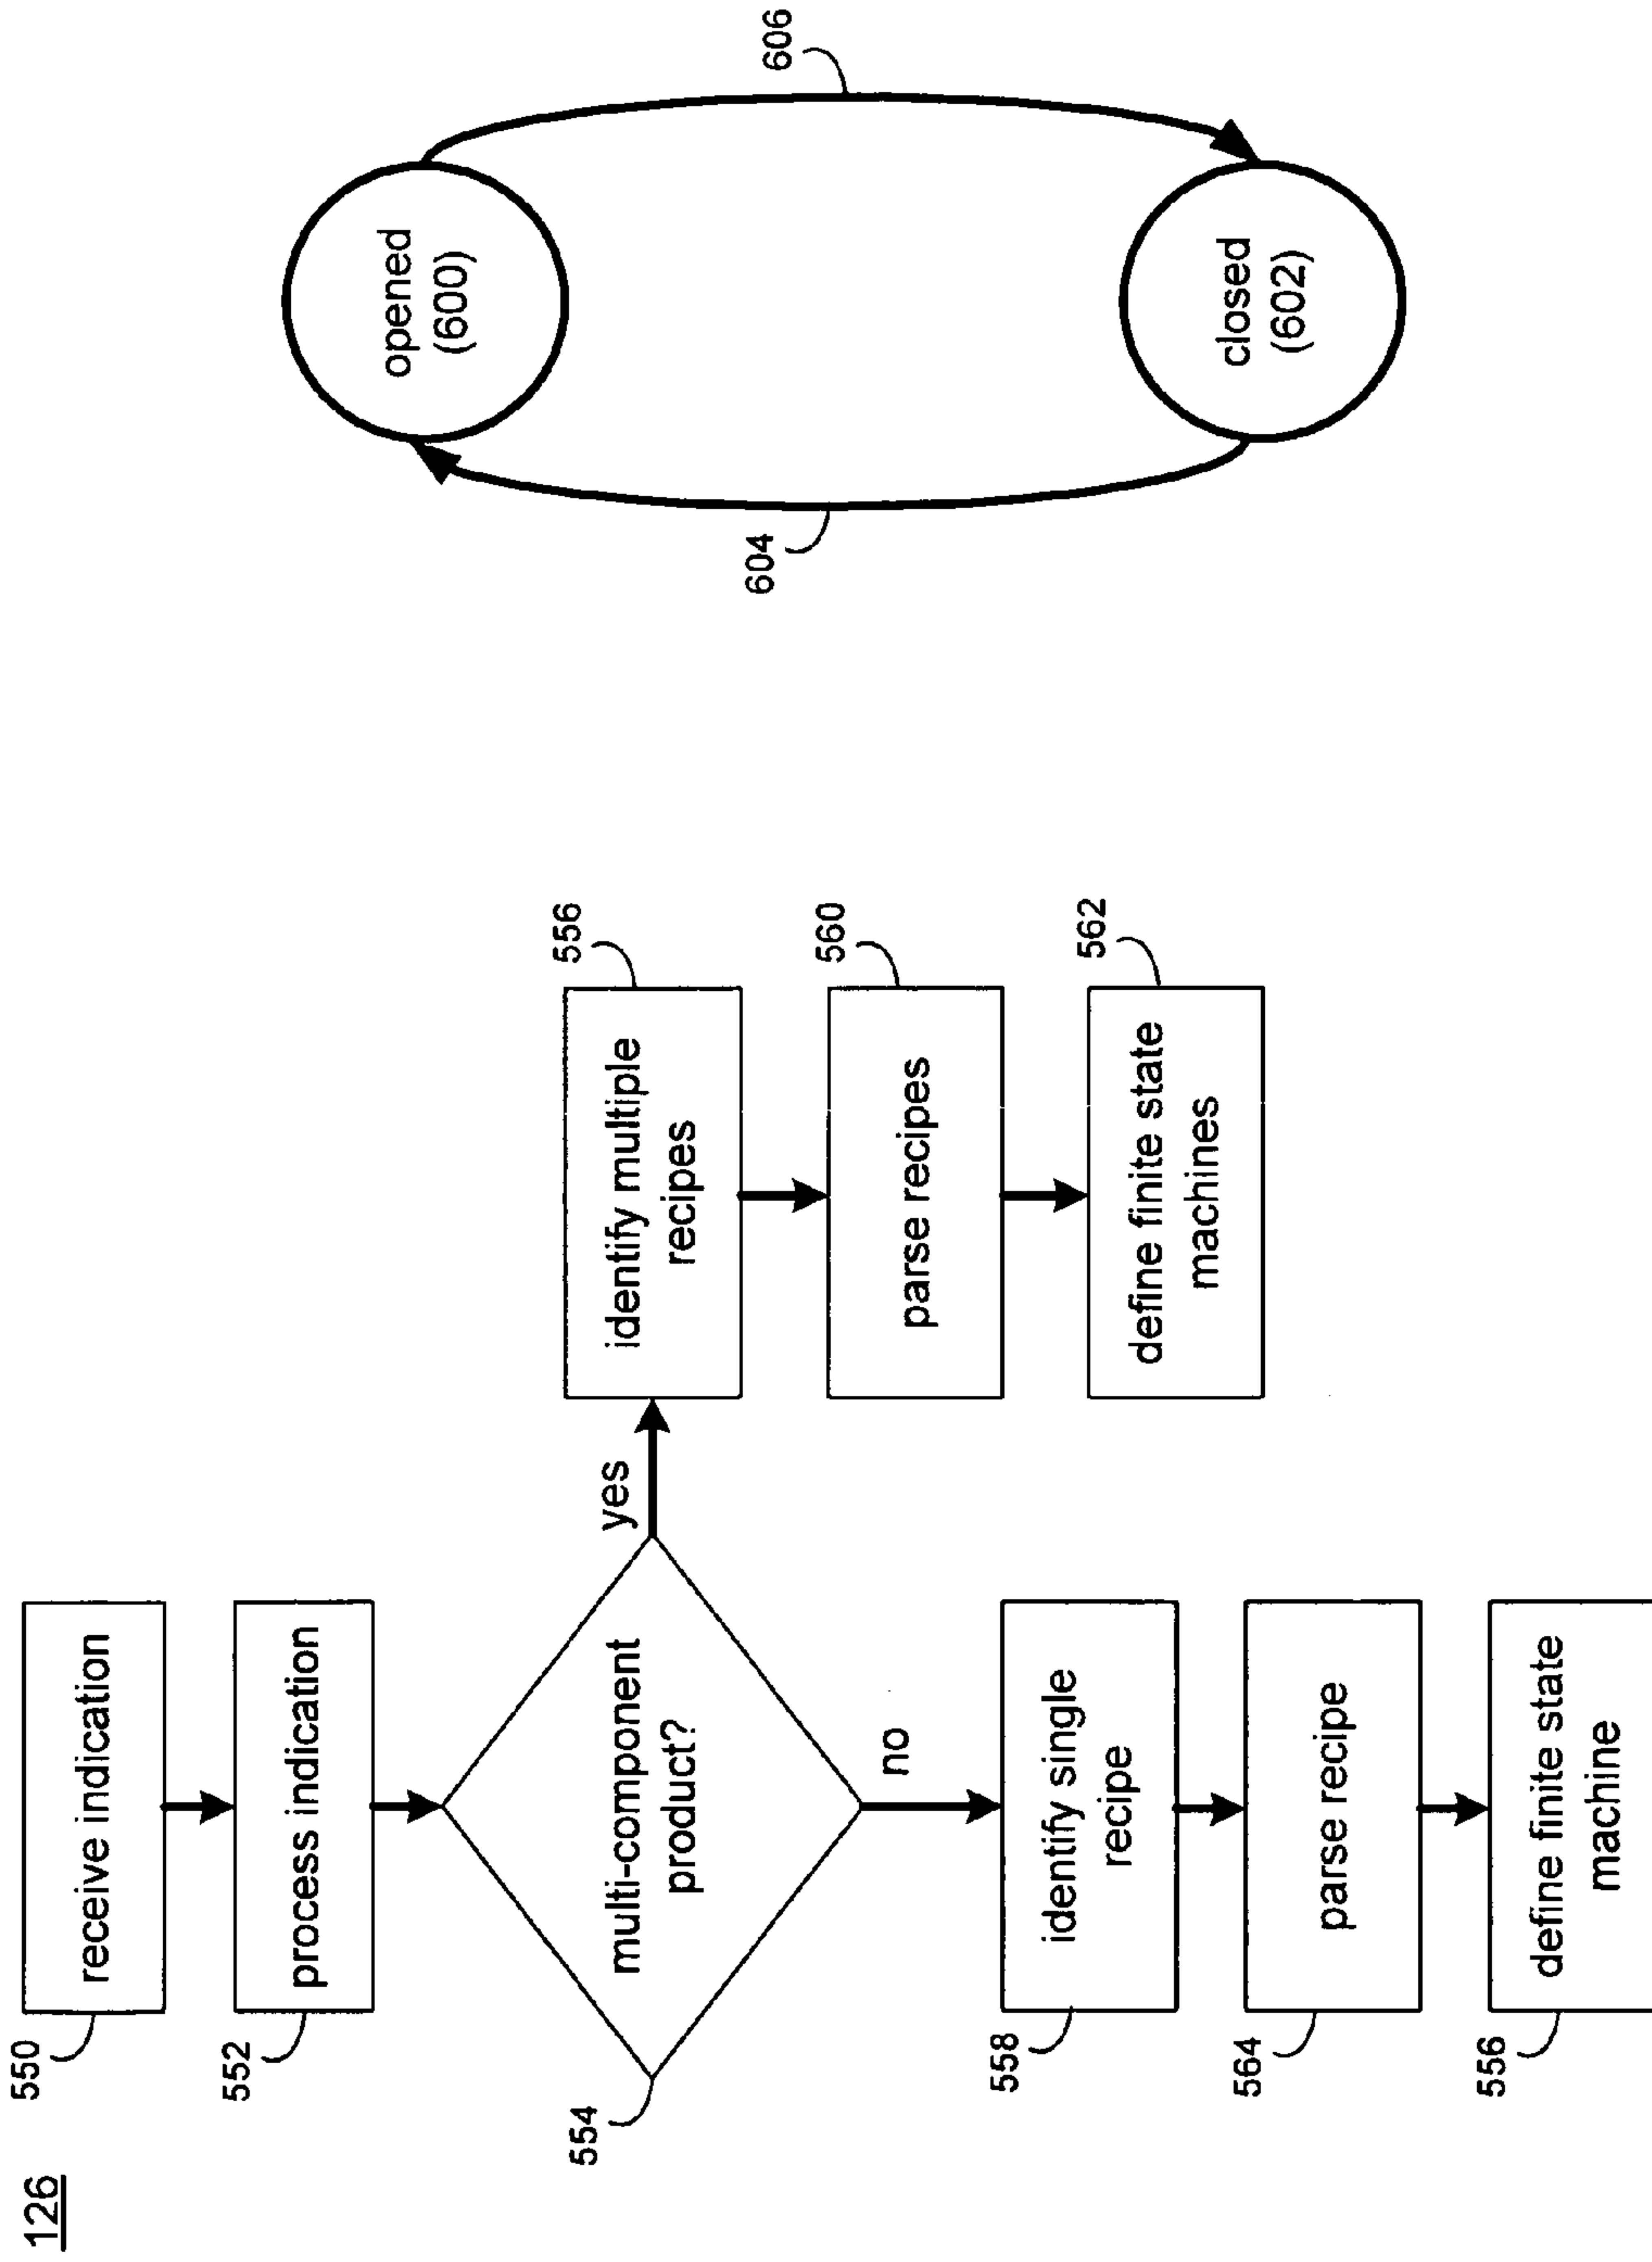 126
550
receive indication
552
process indication
554
multi-component
product?
yes
no
556
identify multiple
recipes
560
parse recipes
562
define finite state
machines
558
identify single
recipe
564
parse recipe
556
define finite state
machine
opened
(600)
604
606
closed
(602)